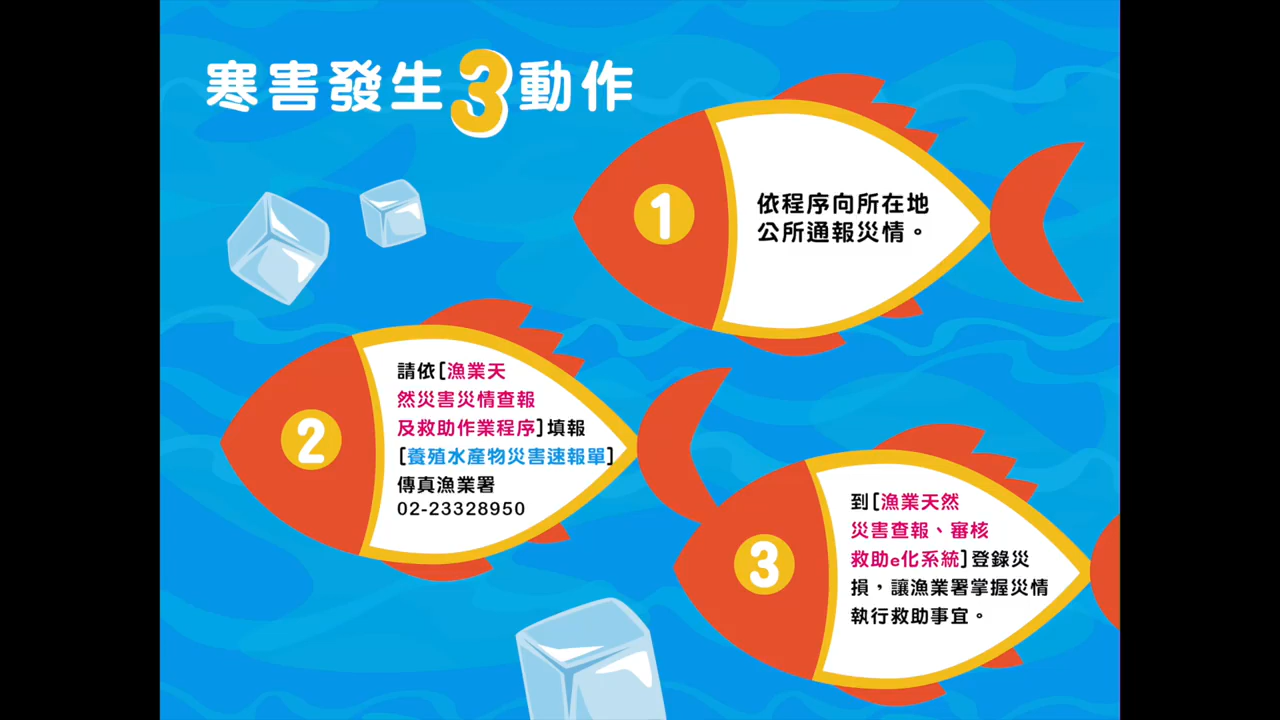 寒害發生3動作
1
依程序向所在地
公所通報災情。
2
請依[漁業天
然災害災情查報
及救助作業程序]填報
[養殖水產物災害速報單]
傳真漁業署
02-23328950
3
到[漁業天然
災害查報、審核
救助e化系統]登錄災
損,讓漁業署掌握災情
執行救助事宜。